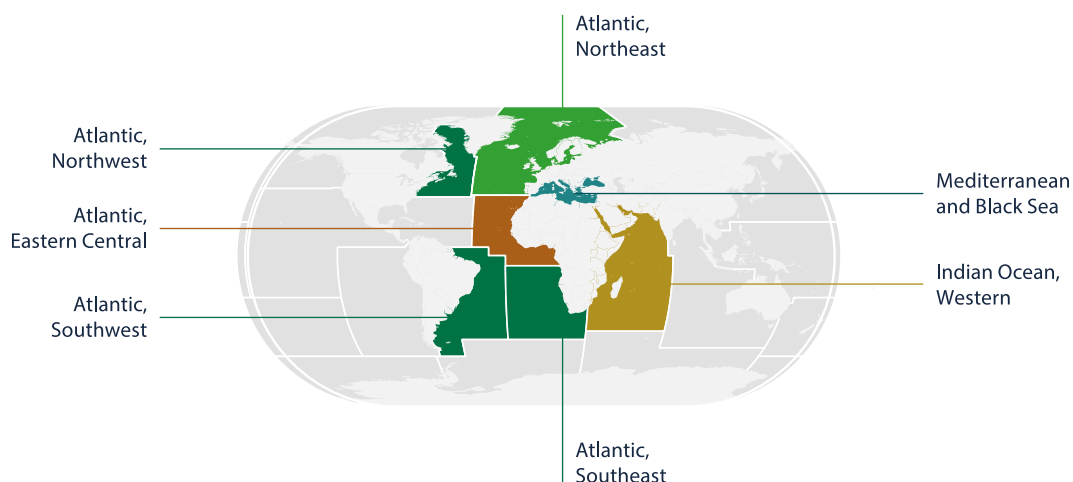 Atlantic,
Northeast
Atlantic,
Northwest
Mediterranean
and Black Sea
Atlantic,
Eastern Central
Indian Ocean,
Western
Atlantic,
Southwest
Atlantic,
Southeast